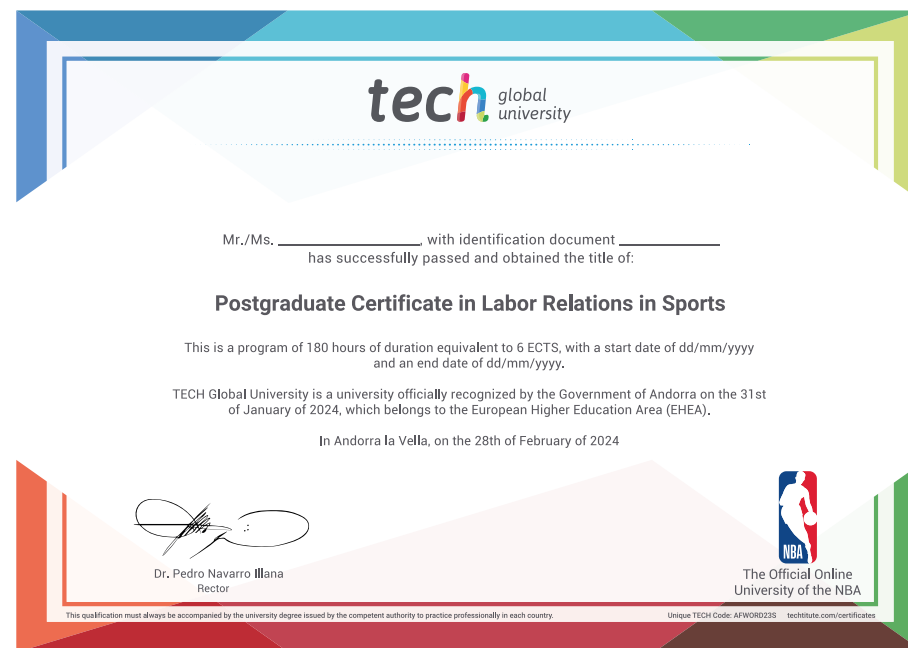 tech global university
Mr./Ms. ________________, with identification document ____________
has successfully passed and obtained the title of:
Postgraduate Certificate in Labor Relations in Sports
This is a program of 180 hours of duration equivalent to 6 ECTS, with a start date of dd/mm/yyyy
and an end date of dd/mm/yyyy.
TECH Global University is a university officially recognized by the Government of Andorra on the 31st
of January of 2024, which belongs to the European Higher Education Area (EHEA).
In Andorra la Vella, on the 28th of February of 2024
Dr. Pedro Navarro Illana
Rector
NBA
The Official Online
University of the NBA
This qualification must always be accompanied by the university degree issued by the competent authority to practice professionally in each country.
Unique TECH Code: AFWORD23S techtitute.com/certificates